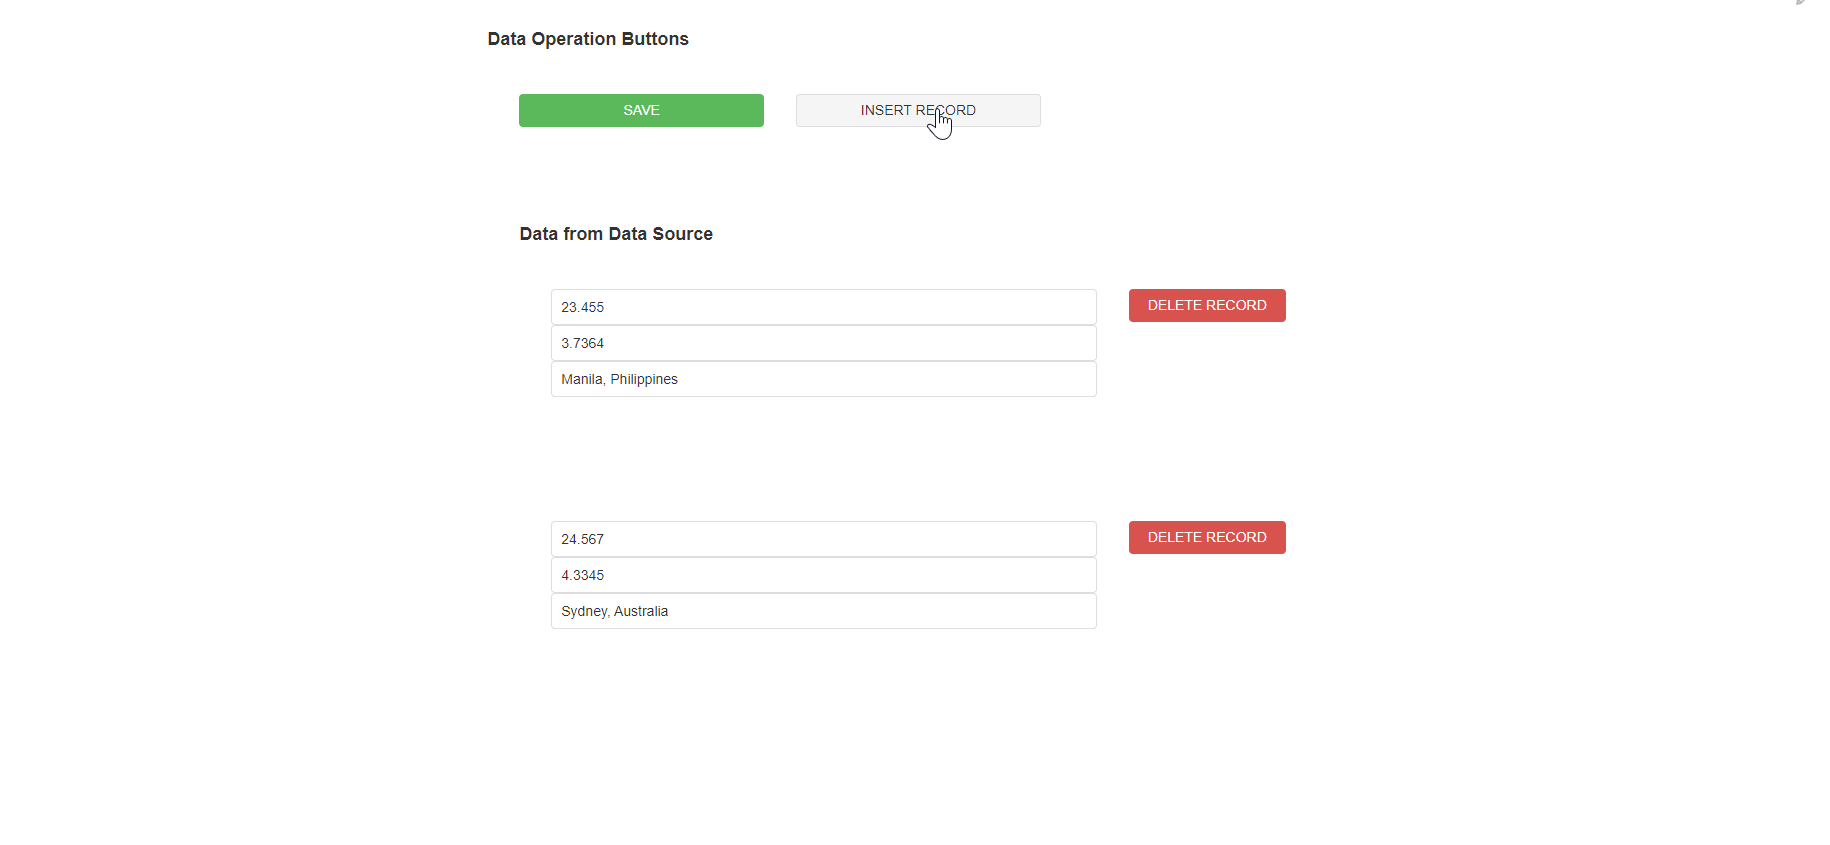 Data Operation Buttons
SAVE
INSERT RECORD
Data from Data Source
23.455
DELETE RECORD
3.7364
Manila, Philippines
24.567
DELETE RECORD
4.3345
Sydney, Australia